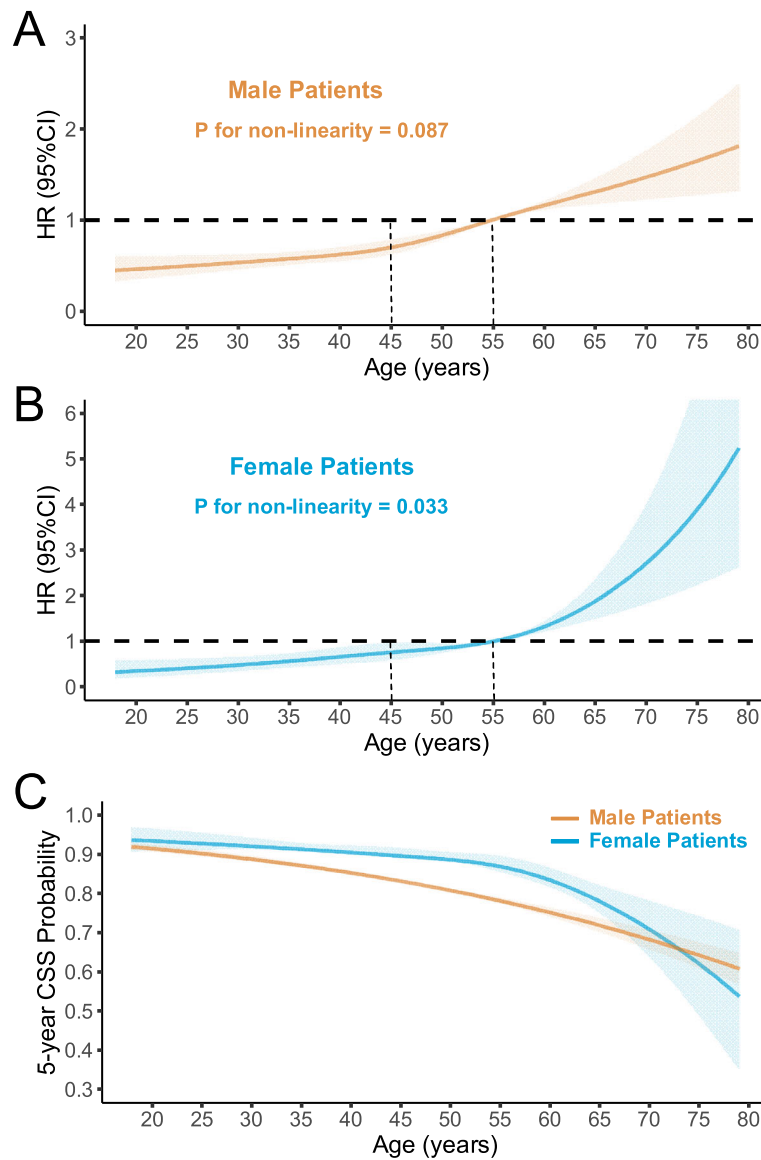 A
3
Male Patients
P for non-linearity = 0.087
2
1
0
HR (95%CI)
20 25 30 35 40 45 50 55 60 65 70 75 80
Age (years)
B
6
Female Patients
5
P for non-linearity = 0.033
4
3
2
1
0
HR (95%CI)
20 25 30 35 40 45 50 55 60 65 70 75 80
Age (years)
C
1.0
Male Patients
Female Patients
0.9
0.8
0.7
0.6
0.5
0.4
0.3
5-year CSS Probability
20 25 30 35 40 45 50 55 60 65 70 75 80
Age (years)